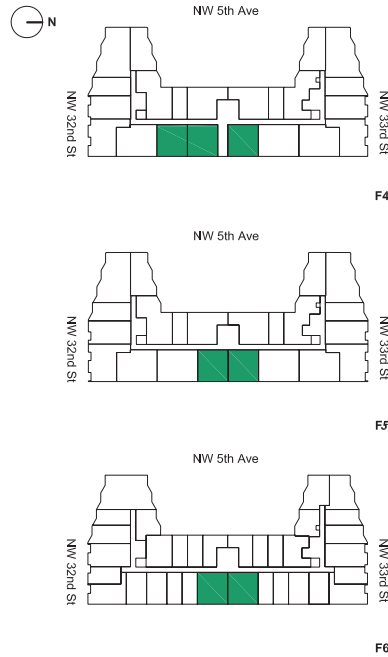 N
NW 5th Ave
NW 32nd St
NW 33rd St
F4
NW 5th Ave
NW 32nd St
NW 33rd St
F5
NW 5th Ave
NW 32nd St
NW 33rd St
F6